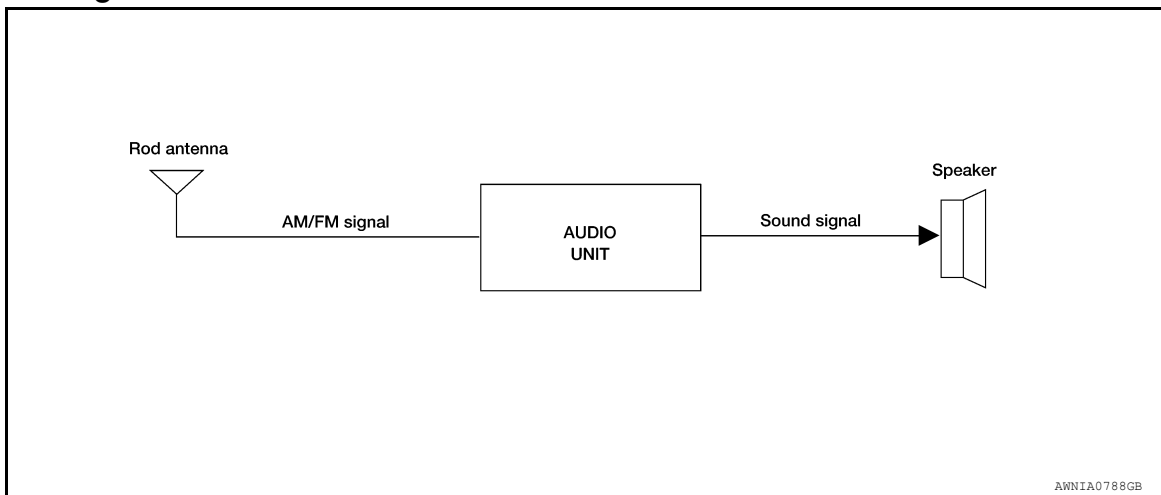 Rod antenna
Speaker
AM/FM signal
Sound signal
AUDIO
UNIT
AWNIA0788GB